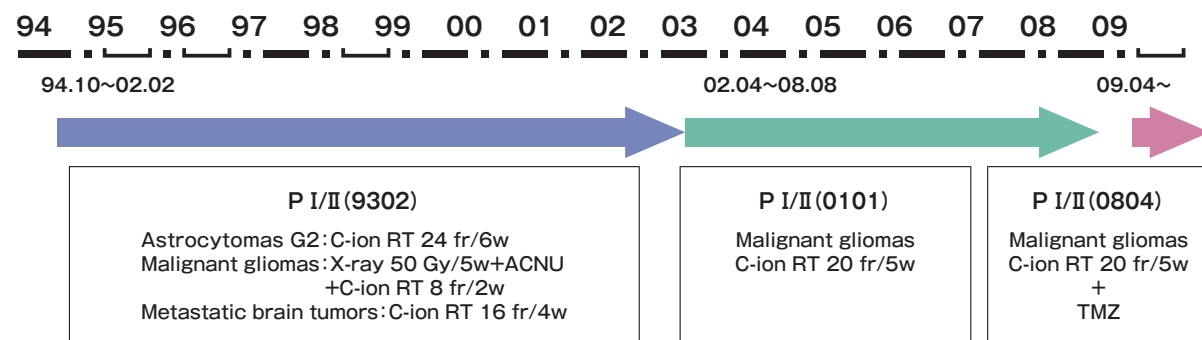 94 95 96 97 98 99 00 01 02 03 04 05 06 07 08 09
94.10~02.02
02.04~08.08
09.04~
P I/Ⅱ(9302)
Astrocytomas G2:C-ion RT 24 fr/6w
Malignant gliomas:X-ray 50 Gy/5w+ACNU
+C-ion RT 8 fr/2w
Metastatic brain tumors:C-ion RT 16 fr/4w
P I/Ⅱ(0101)
Malignant gliomas
C-ion RT 20 fr/5w
P I/Ⅱ(0804)
Malignant gliomas
C-ion RT 20 fr/5w
+
TMZ